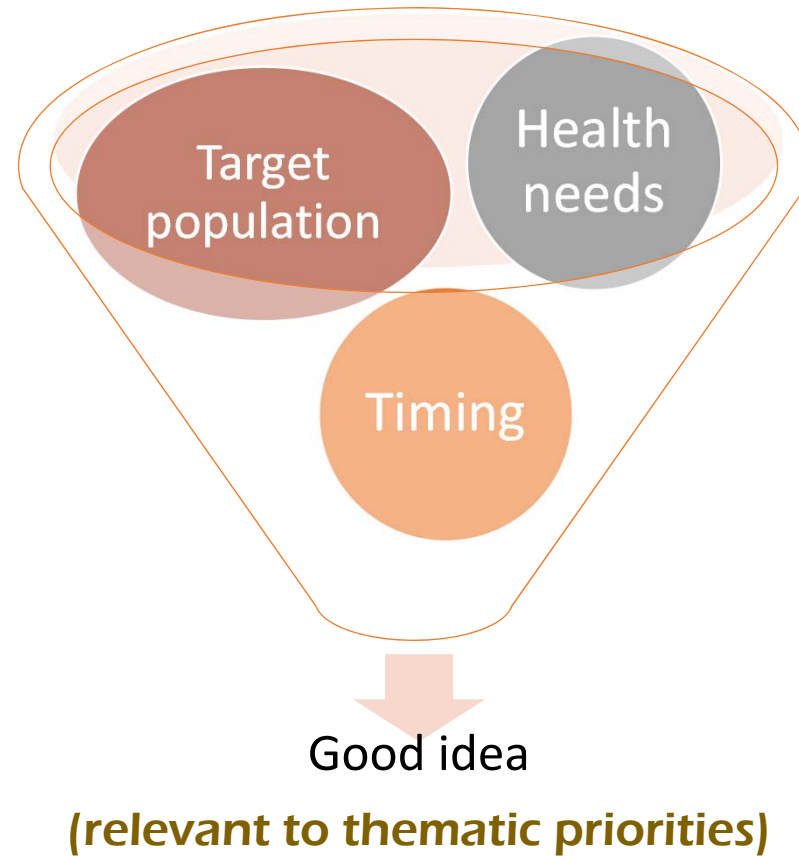 Target
population
Health
needs
Timing
Good idea
(relevant to thematic priorities)